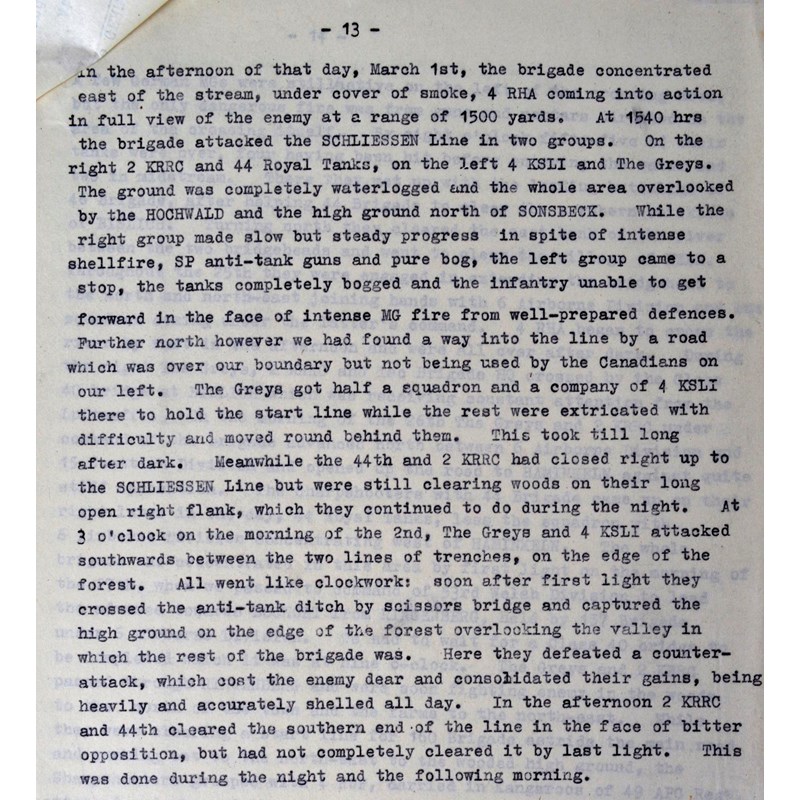 - 13 -
In the afternoon of that day, March 1st, the brigade concentrated
east of the stream, under cover of smoke, 4 RHA coming into action
in full view of the enemy at a range of 1500 yards. At 1540 hrs
the brigade attacked the SCHLIESSEN Line in two groups. On the
right 2 KRRC and 44 Royal Tanks, on the left 4 KSLI and The Greys.
The ground was completely waterlogged and the whole area overlooked
by the HOCHWALD and the high ground north of SONSBECK. While the
right group made slow but steady progress in spite of intense
shellfire, SP anti-tank guns and pure bog, the left group came to a
stop, the tanks completely bogged and the infantry unable to get
forward in the face of intense MG fire from well-prepared defences.
Further north however we had found a way into the line by a road
which was over our boundary but not being used by the Canadians on
our left. The Greys got half a squadron and a company of 4 KSLI
there to hold the start line while the rest were extricated with
difficulty and moved round behind them. This took till long
after dark. Meanwhile the 44th and 2 KRRC had closed right up to
the SCHLIESSEN Line but were still clearing woods on their long
open right flank, which they continued to do during the night. At
3 o'clock on the morning of the 2nd, The Greys and 4 KSLI attacked
southwards between the two lines of trenches, on the edge of the
forest. All went like clockwork: soon after first light they
crossed the anti-tank ditch by scissors bridge and captured the
high ground on the edge of the forest overlooking the valley in
which the rest of the brigade was. Here they defeated a counter-
attack, which cost the enemy dear and consolidated their gains, being
heavily and accurately shelled all day. In the afternoon 2 KRRC
and 44th cleared the southern end of the line in the face of bitter
opposition, but had not completely cleared it by last light. This
was done during the night and the following morning.